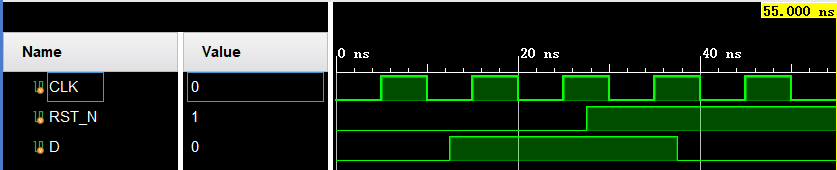 55.000 ns
Name Value
0 ns 20 ns 40 ns
CLK 0
RST_N 1
D 0